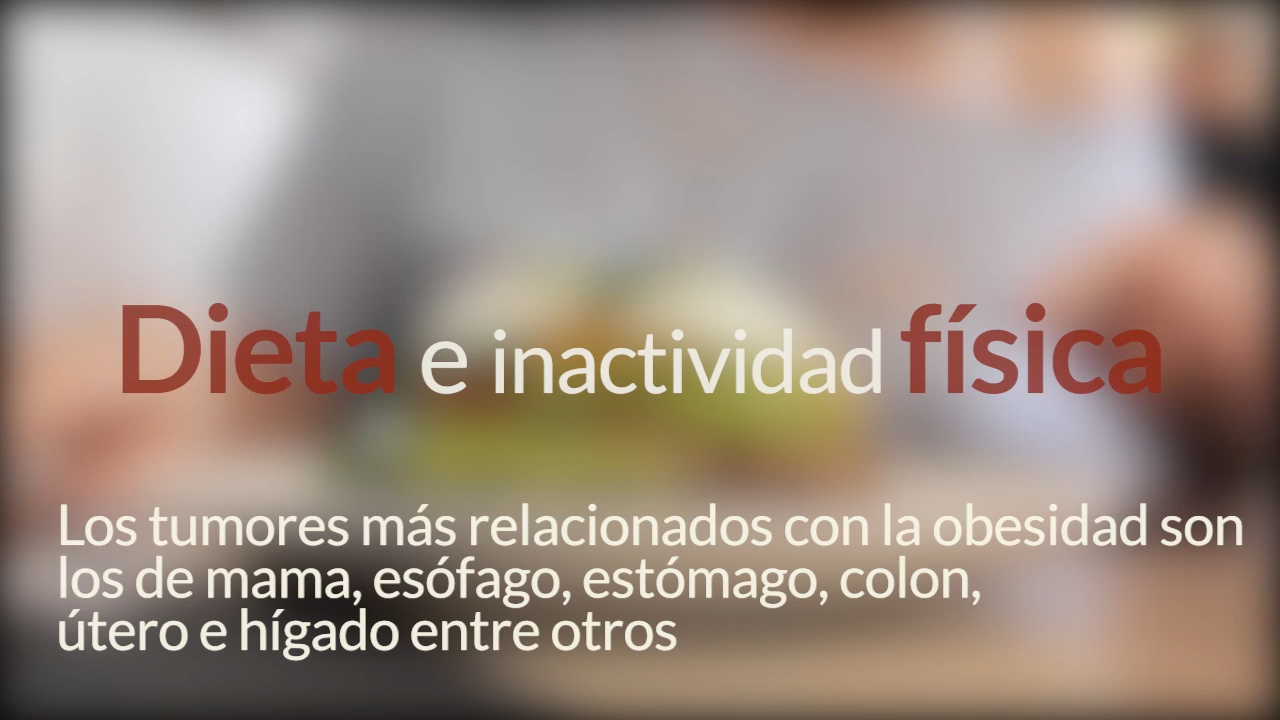 Dieta e inactividad física
Los tumores más relacionados con la obesidad son
los de mama, esófago, estómago, colon,
útero e hígado entre otros